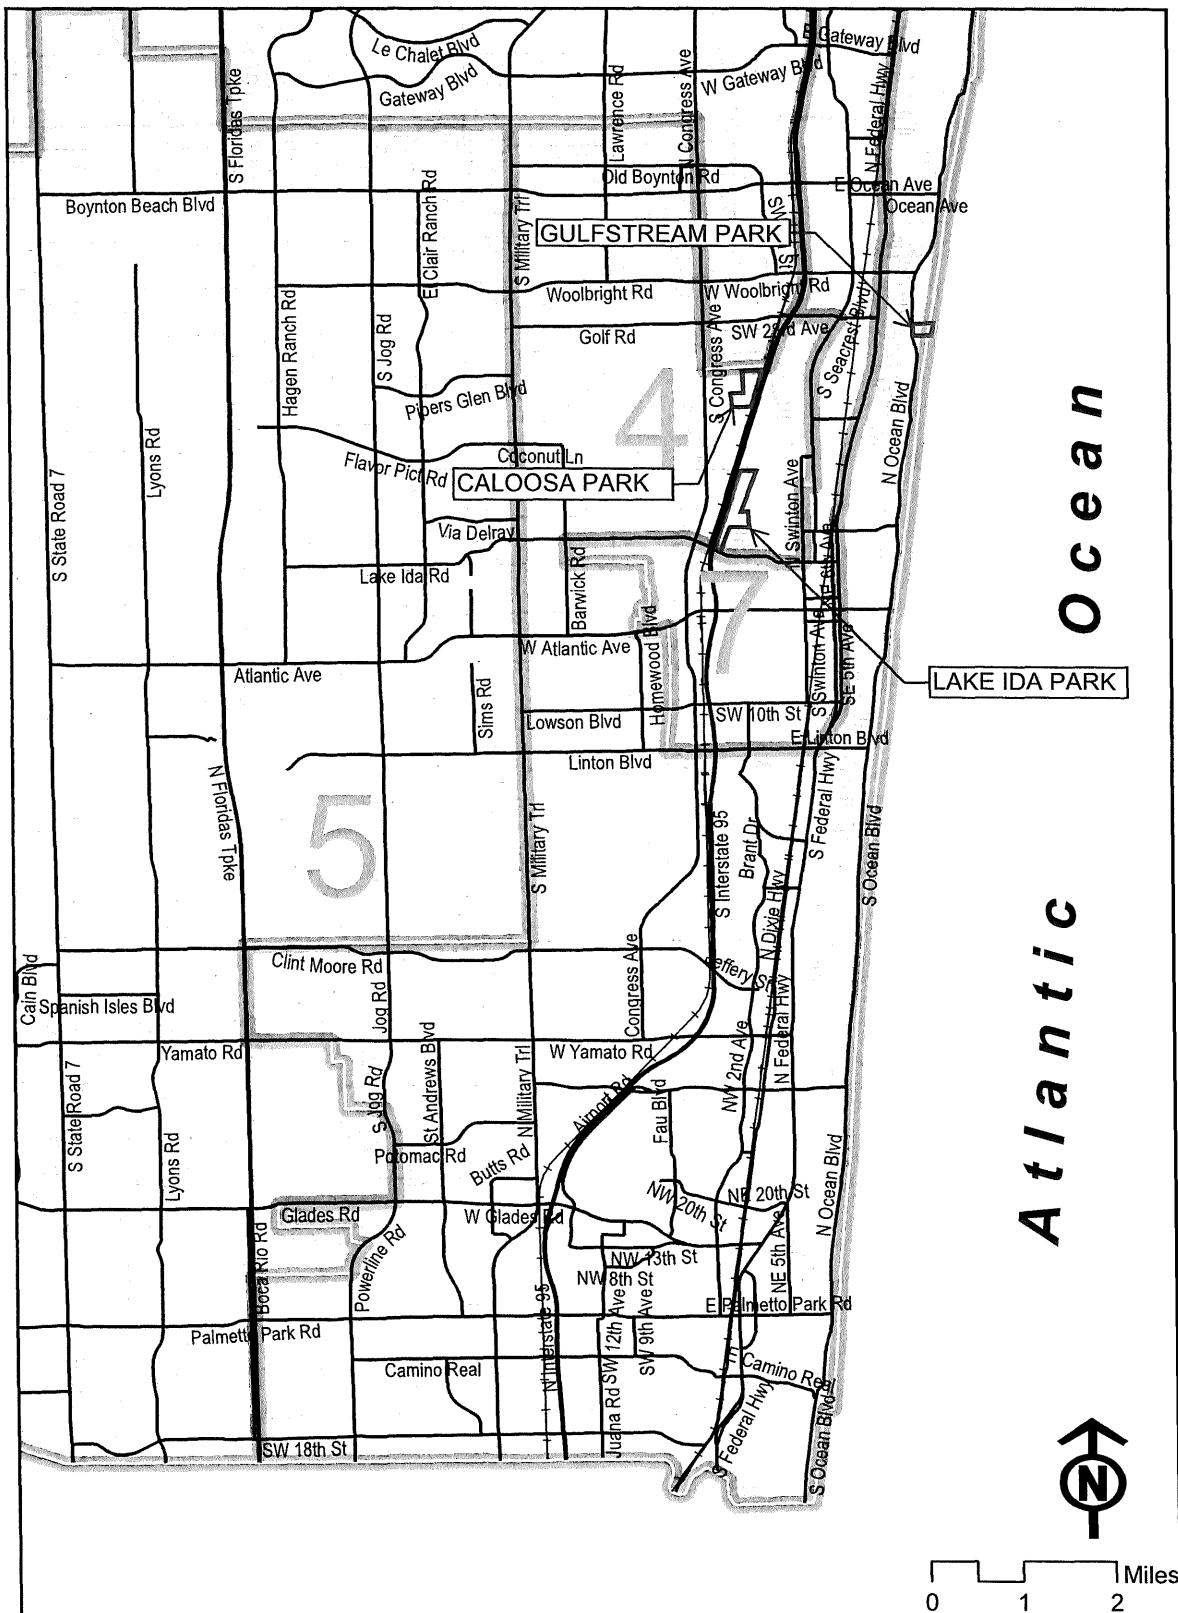 Le Chalet Blvd
Gateway Blvd
E Gateway Blvd
W Gateway Blvd
S Floridas Tpke
Lawrence Rd
N Congress Ave
N Federal Hwy
Old Boynton Rd
E Ocean Ave
Ocean Ave
Boynton Beach Blvd
El Clair Ranch Rd
S Military Trl
GULFSTREAM PARK
Hagen Ranch Rd
Woolbright Rd
W Woolbright Rd
S Jog Rd
Golf Rd
SW 23rd Ave
S Congress Ave
S Seacrest Blvd
Pipers Glen Blvd
4
N Ocean Blvd
Ocean
Lyons Rd
S State Road 7
Flavor Pict Rd
Coconut Ln
CALOOSA PARK
N Swinton Ave
Via Delray
Lake Ida Rd
Barwick Rd
7
NE 6th Ave
Homewood Blvd
W Atlantic Ave
Atlantic Ave
S Swinton Ave
SE 5th Ave
LAKE IDA PARK
Sims Rd
Lowson Blvd
SW 10th St
E Linton Blvd
Linton Blvd
N Floridas Tpke
5
S Military Trl
S Interstate 95
Brant Dr
S Federal Hwy
S Ocean Blvd
Atlantic
N Dixie Hwy
Clint Moore Rd
Jeffery St
Cain Blvd
Spanish Isles Blvd
Jog Rd
Congress Ave
N Federal Hwy
Yamato Rd
W Yamato Rd
St Andrews Blvd
N Military Trl
NW 2nd Ave
Airport Rd
Fau Blvd
S Jog Rd
S State Road 7
Lyons Rd
Potomac Rd
Butts Rd
N Ocean Blvd
NW 20th St
NE 20th St
Glades Rd
W Glades Rd
Boca Rio Rd
Powerline Rd
NW 13th St
NE 5th Ave
NW 8th St
N Interstate 95
SW 12th Ave
SW 9th Ave
E Palmetto Park Rd
Palmetto Park Rd
Camino Real
Camino Real
Juana Rd
S Federal Hwy
S Ocean Blvd
SW 18th St
N
Miles
0 1 2